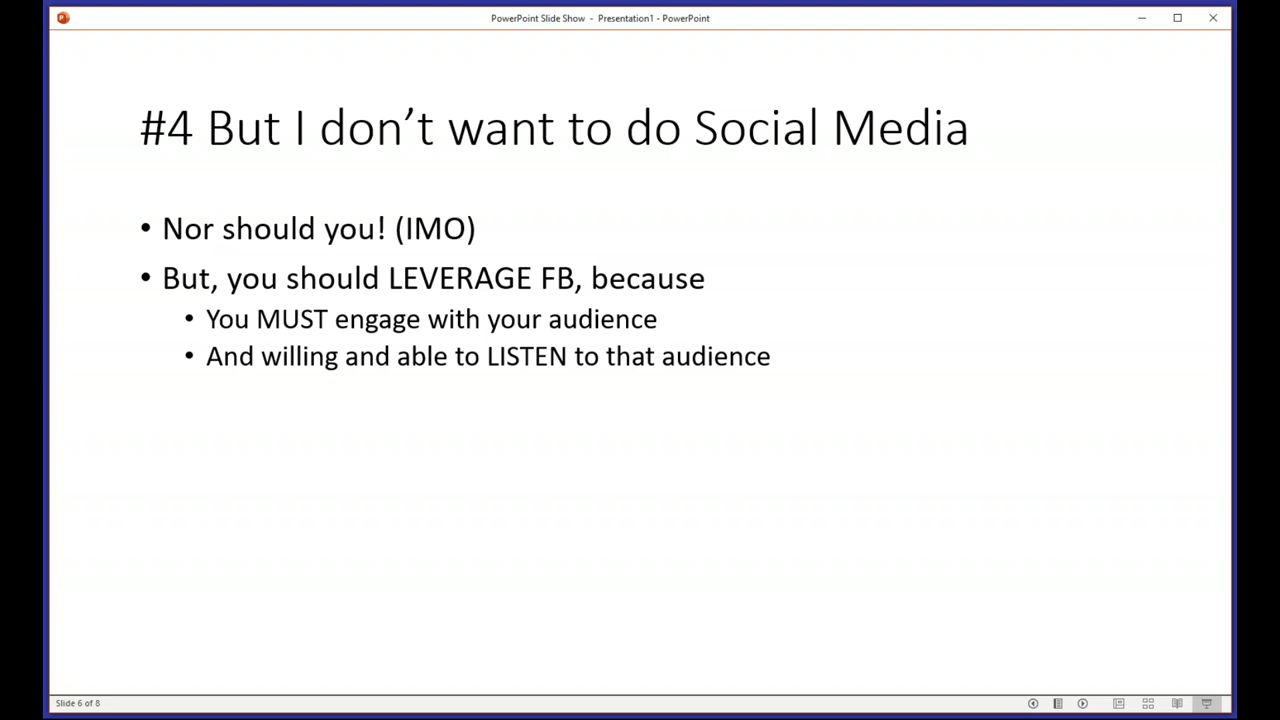 PowerPoint Slide Show - Presentation1 - PowerPoint
#4 But I don’t want to do Social Media
• Nor should you! (IMO)
• But, you should LEVERAGE FB, because
• You MUST engage with your audience
• And willing and able to LISTEN to that audience
Slide 6 of 8